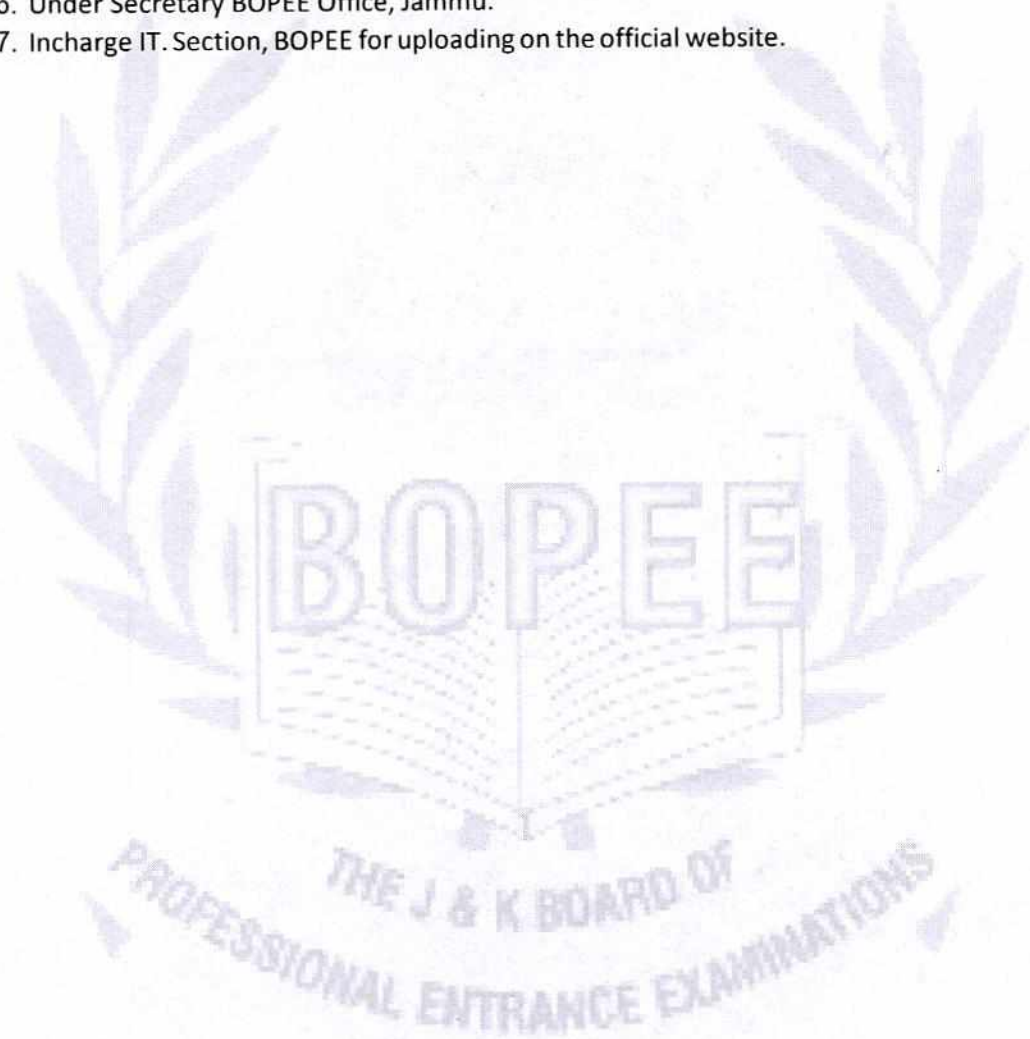 6. Under Secretary BOPEE Office, Jammu.
7. Incharge IT. Section, BOPEE for uploading on the official website.
BOPEE
THE J & K BOARD OF
PROFESSIONAL ENTRANCE EXAMINATIONS